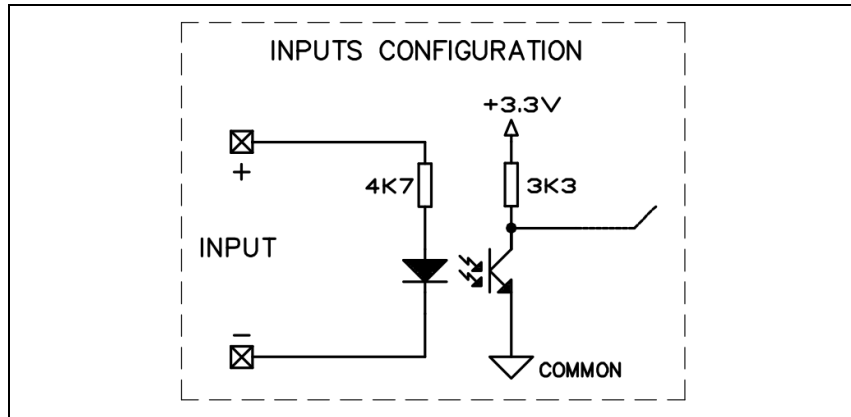 INPUTS CONFIGURATION
+3.3V
+
4K7
3K3
INPUT
−
COMMON